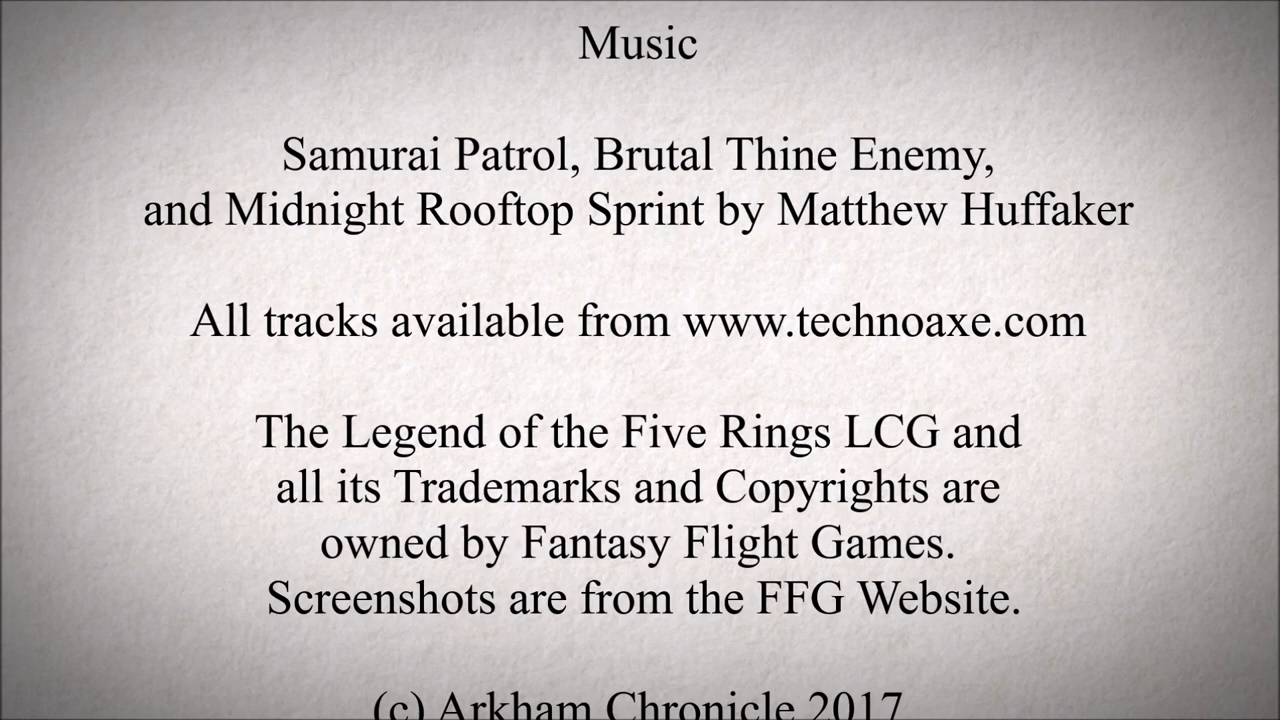 Music
Samurai Patrol, Brutal Thine Enemy,
and Midnight Rooftop Sprint by Matthew Huffaker
All tracks available from www.technoaxe.com
The Legend of the Five Rings LCG and
all its Trademarks and Copyrights are
owned by Fantasy Flight Games.
Screenshots are from the FFG Website.
(c) Arkham Chronicle 2017